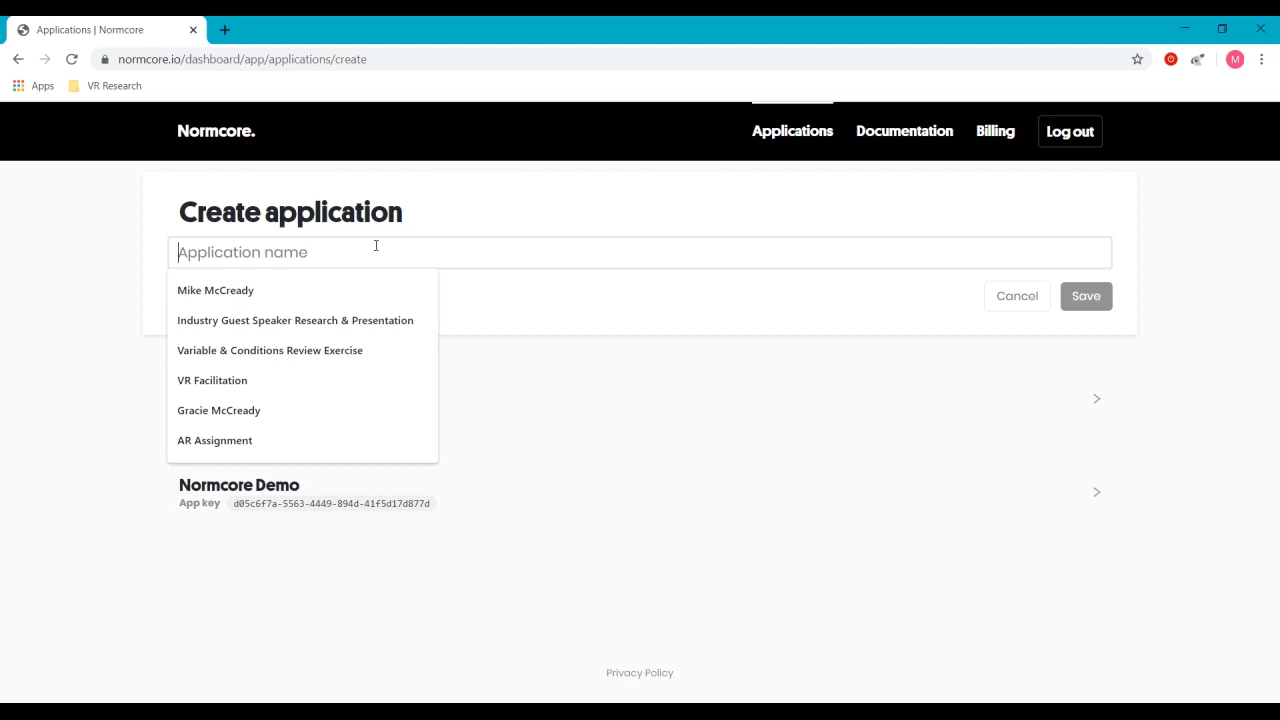 Applications | Normcore
normcore.io/dashboard/app/applications/create
M
Apps
VR Research
Normcore.
Applications
Documentation
Billing
Log out
Create application
Application name
Mike McCready
Industry Guest Speaker Research & Presentation
Variable & Conditions Review Exercise
VR Facilitation
Gracie McCready
AR Assignment
Cancel
Save
Normcore Demo
App key d05c6f7a-5563-4449-894d-41f5d17d877d
Privacy Policy